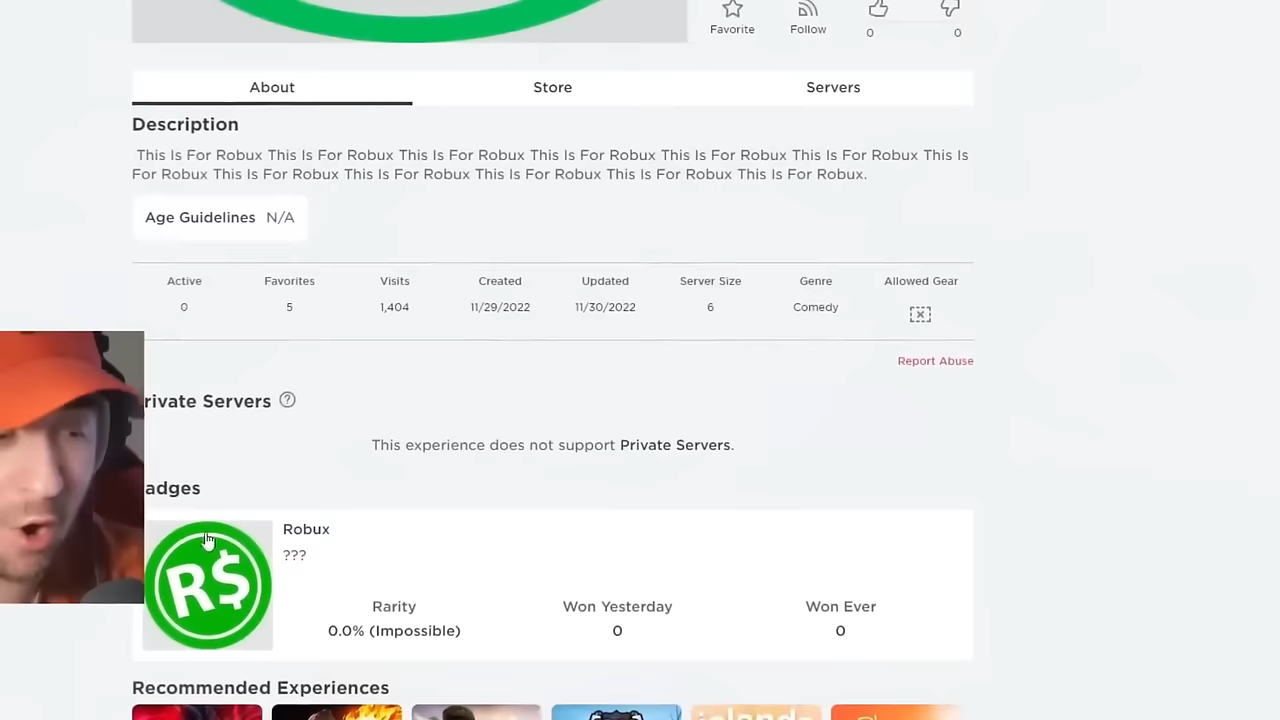 Favorite Follow 0 0
About Store Servers
Description
This Is For Robux This Is For Robux This Is For Robux This Is For Robux This Is For Robux This Is For Robux This Is
For Robux This Is For Robux This Is For Robux This Is For Robux This Is For Robux This Is For Robux.
Age Guidelines N/A
Active Favorites Visits Created Updated Server Size Genre Allowed Gear
0 5 1,404 11/29/2022 11/30/2022 6 Comedy
Report Abuse
rivate Servers ?
This experience does not support Private Servers.
adges
Robux
???
R$
Rarity Won Yesterday Won Ever
0.0% (Impossible) 0 0
Recommended Experiences